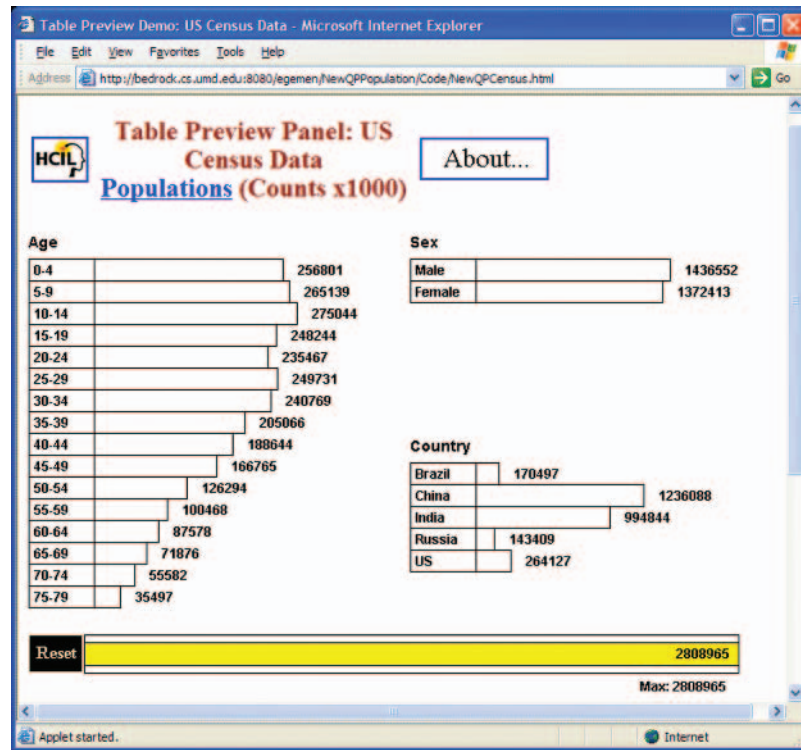 Table Preview Demo: US Census Data - Microsoft Internet Explorer
File Edit View Favorites Tools Help
Address http://bedrock.cs.umd.edu:8080/egemen/NewQPPopulation/Code/NewQPCensus.html Go
HCIL
Table Preview Panel: US
Census Data
Populations (Counts x1000)
About...
Age
0-4 256801
5-9 265139
10-14 275044
15-19 248244
20-24 235467
25-29 249731
30-34 240769
35-39 205066
40-44 188644
45-49 166765
50-54 126294
55-59 100468
60-64 87578
65-69 71876
70-74 55582
75-79 35497
Sex
Male 1436552
Female 1372413
Country
Brazil 170497
China 1236088
India 994844
Russia 143409
US 264127
Reset 2808965
Max: 2808965
Applet started. Internet